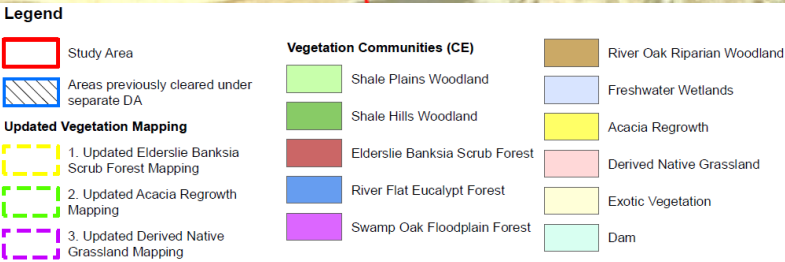 Legend
Study Area
Areas previously cleared under
separate DA
Updated Vegetation Mapping
1. Updated Elderslie Banksia
Scrub Forest Mapping
2. Updated Acacia Regrowth
Mapping
3. Updated Derived Native
Grassland Mapping
Vegetation Communities (CE)
Shale Plains Woodland
Shale Hills Woodland
Elderslie Banksia Scrub Forest
River Flat Eucalypt Forest
Swamp Oak Floodplain Forest
River Oak Riparian Woodland
Freshwater Wetlands
Acacia Regrowth
Derived Native Grassland
Exotic Vegetation
Dam